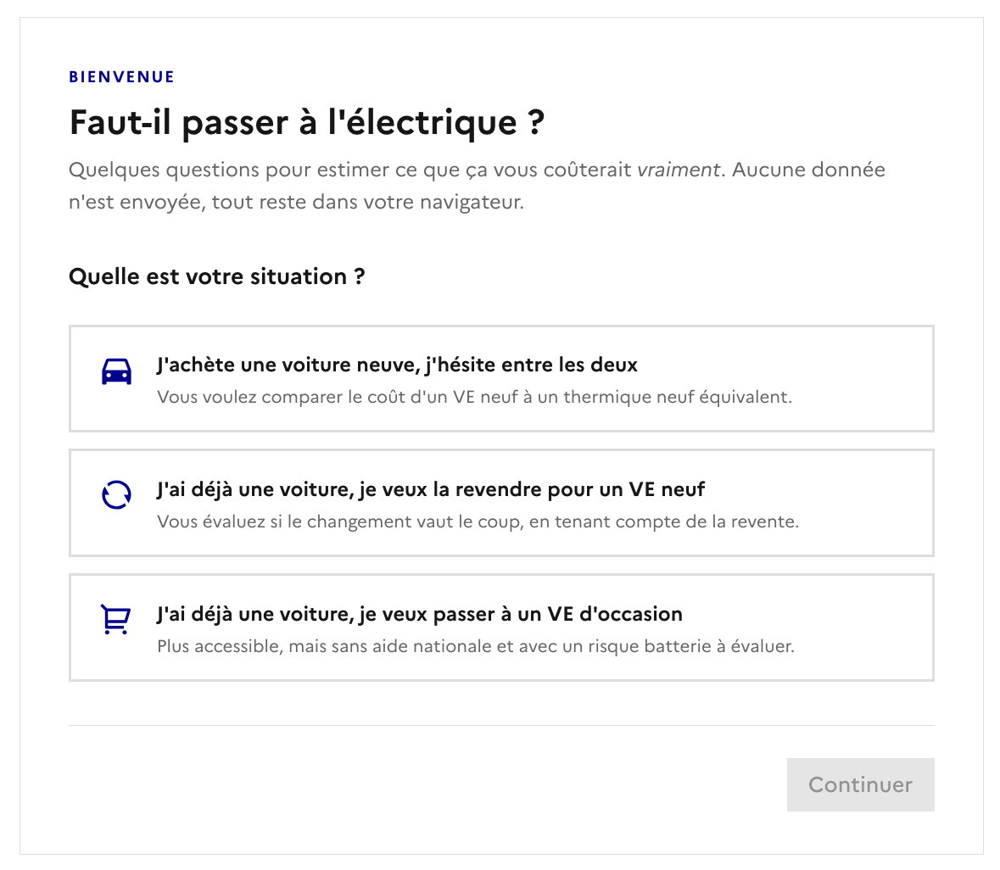 BIENVENUE
Faut-il passer à l'électrique ?
Quelques questions pour estimer ce que ça vous coûterait vraiment. Aucune donnée
n'est envoyée, tout reste dans votre navigateur.
Quelle est votre situation ?
J'achète une voiture neuve, j'hésite entre les deux
Vous voulez comparer le coût d'un VE neuf à un thermique neuf équivalent.
J'ai déjà une voiture, je veux la revendre pour un VE neuf
Vous évaluez si le changement vaut le coup, en tenant compte de la revente.
J'ai déjà une voiture, je veux passer à un VE d'occasion
Plus accessible, mais sans aide nationale et avec un risque batterie à évaluer.
Continuer